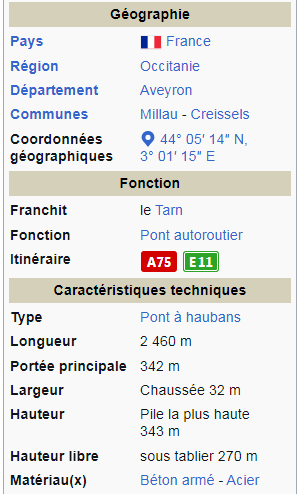 Géographie
Pays France
Région Occitanie
Département Aveyron
Communes Millau - Creissels
Coordonnées 44° 05′ 14″ N,
géographiques 3° 01′ 15″ E
Fonction
Franchit le Tarn
Fonction Pont autoroutier
Itinéraire A75 E11
Caractéristiques techniques
Type Pont à haubans
Longueur 2 460 m
Portée principale 342 m
Largeur Chaussée 32 m
Hauteur Pile la plus haute
343 m
Hauteur libre sous tablier 270 m
Matériau(x) Béton armé - Acier